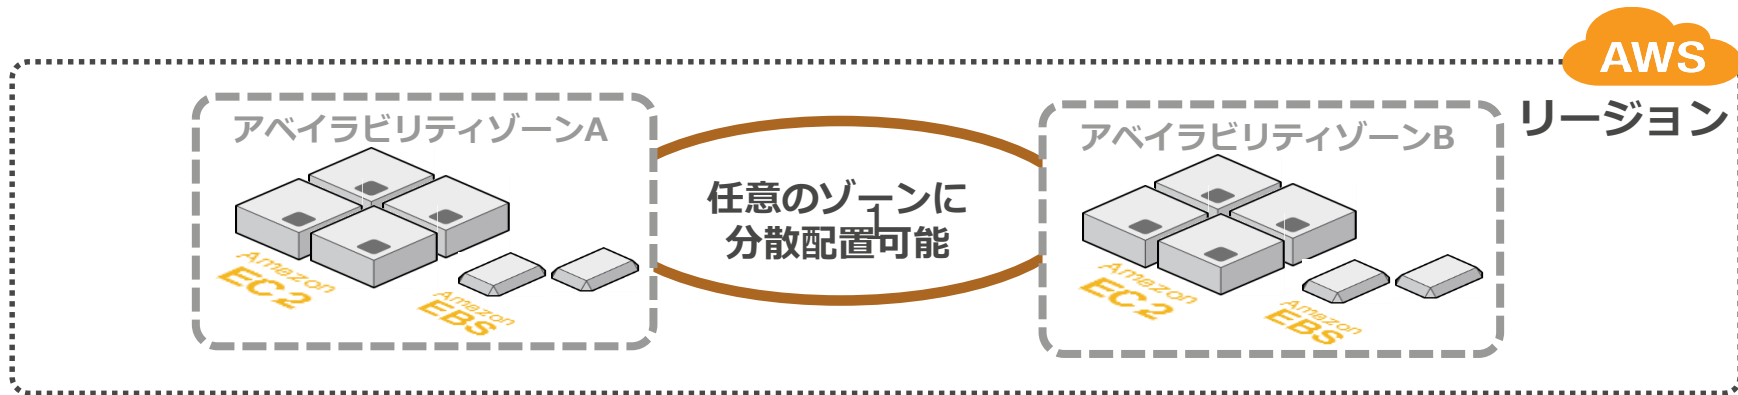 AWS
リージョン
アベイラビリティゾーンA
Amazon
EC2
Amazon
EBS
任意のゾーンに
1
分散配置可能
アベイラビリティゾーンB
Amazon
EC2
Amazon
EBS